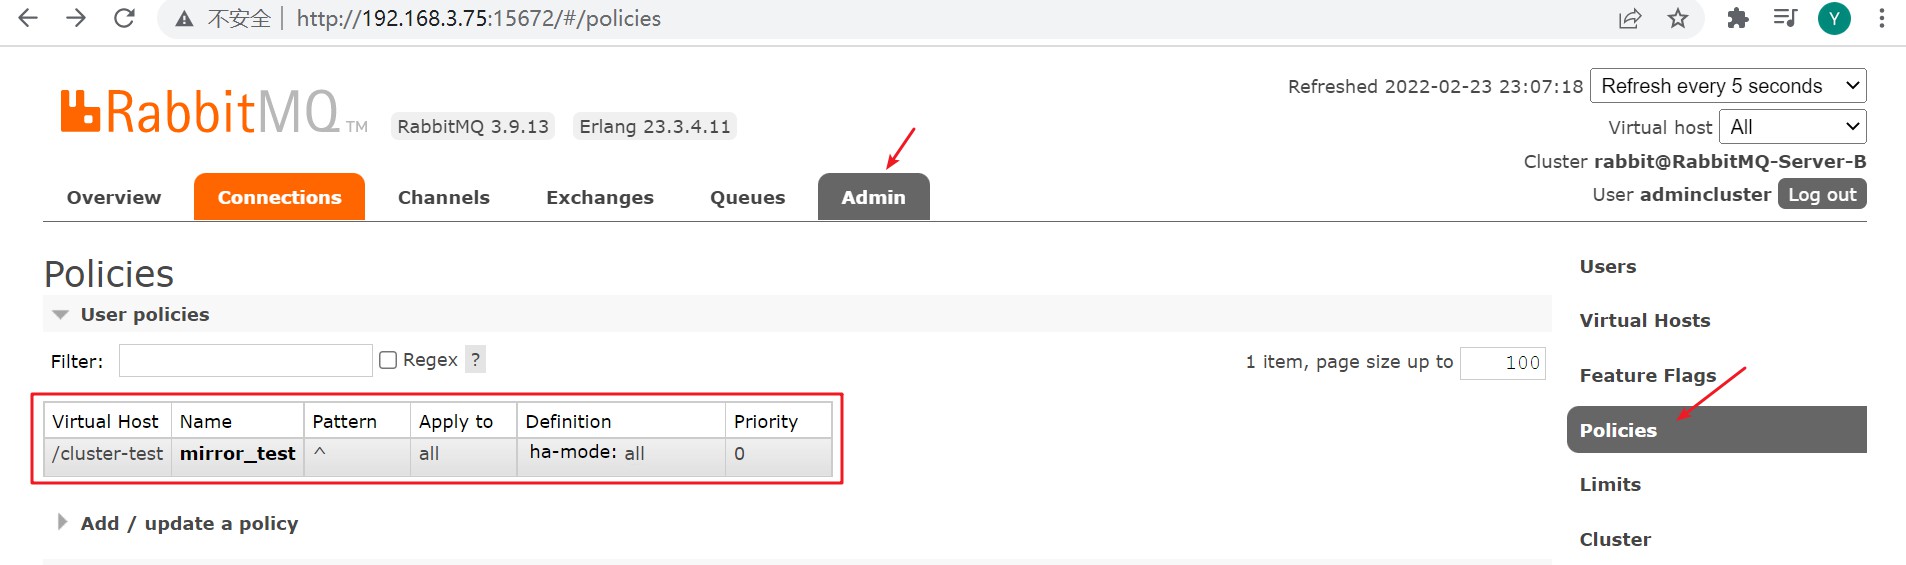 不安全 http://192.168.3.75:15672/#/policies Y
Refreshed 2022-02-23 23:07:18 Refresh every 5 seconds
RabbitMQ TM RabbitMQ 3.9.13 Erlang 23.3.4.11
Virtual host All
Cluster rabbit@RabbitMQ-Server-B
User admincluster Log out
Overview Connections Channels Exchanges Queues Admin
Policies
User policies
Filter: Regex ? 1 item, page size up to 100
Virtual Host Name Pattern Apply to Definition Priority
/cluster-test mirror_test ^ all ha-mode: all 0
Add / update a policy
Users
Virtual Hosts
Feature Flags
Policies
Limits
Cluster